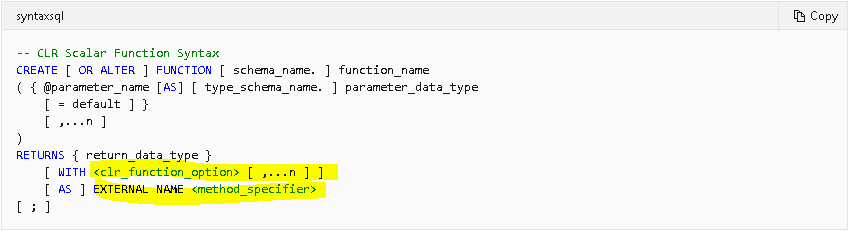 syntaxsql
Copy
-- CLR Scalar Function Syntax
CREATE [ OR ALTER ] FUNCTION [ schema_name. ] function_name
( { @parameter_name [AS] [ type_schema_name. ] parameter_data_type
    [ = default ] }
    [ ,...n ]
)
RETURNS { return_data_type }
    [ WITH <clr_function_option> [ ,...n ] ]
    [ AS ] EXTERNAL NAME <method_specifier>
[ ; ]